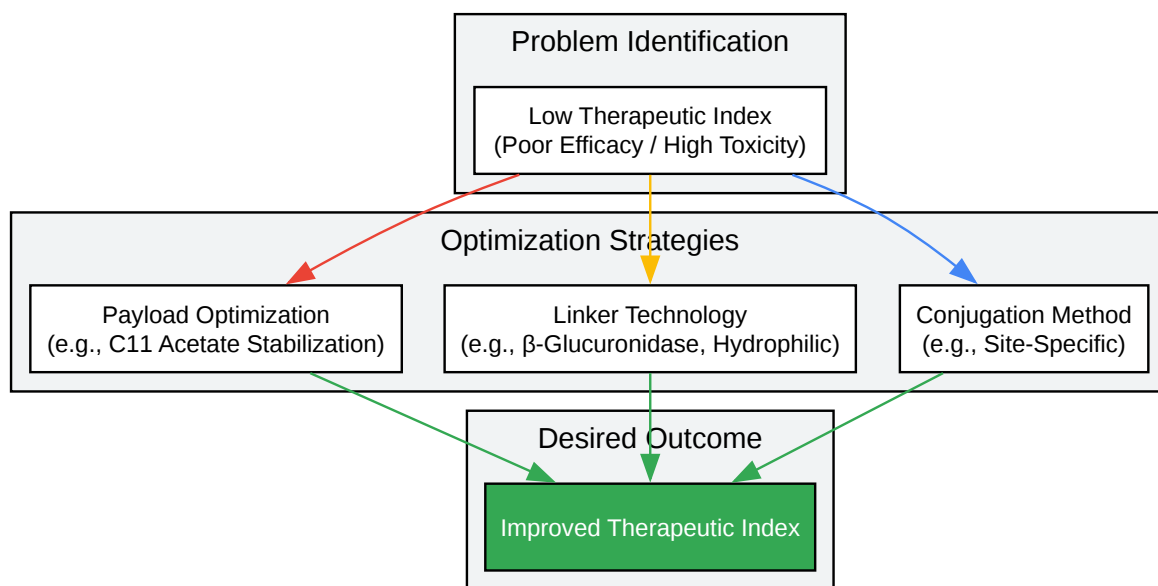 Problem Identification
Low Therapeutic Index
(Poor Efficacy / High Toxicity)
Optimization Strategies
Payload Optimization
(e.g., C11 Acetate Stabilization)
Linker Technology
(e.g., β-Glucuronidase, Hydrophilic)
Conjugation Method
(e.g., Site-Specific)
Desired Outcome
Improved Therapeutic Index